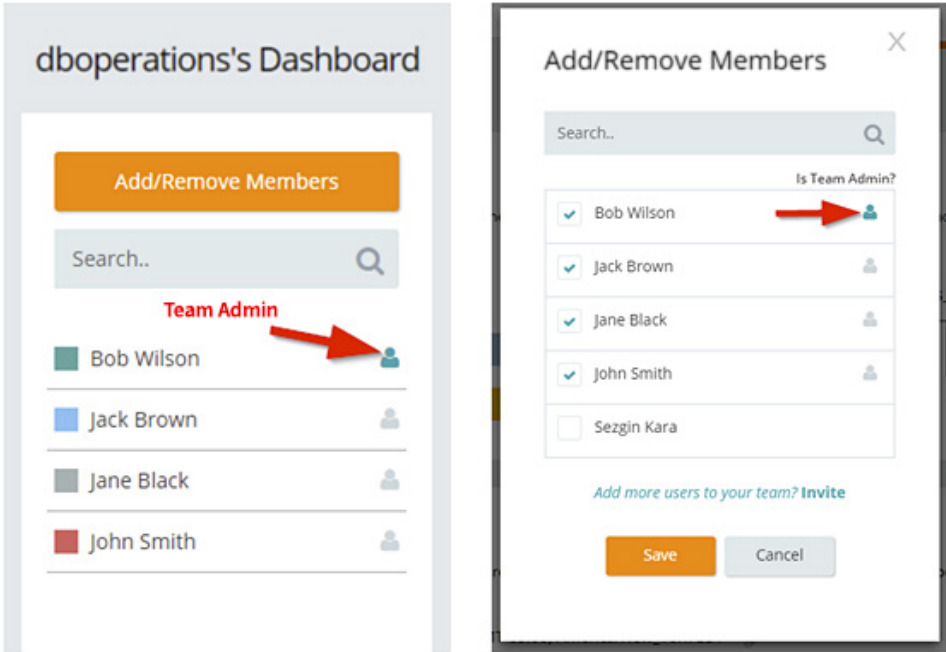 dboperations's Dashboard
Add/Remove Members
Search..
Team Admin
Bob Wilson
Jack Brown
Jane Black
John Smith
X
Add/Remove Members
Search..
Is Team Admin?
Bob Wilson
Jack Brown
Jane Black
John Smith
Sezgin Kara
Add more users to your team? Invite
Save
Cancel